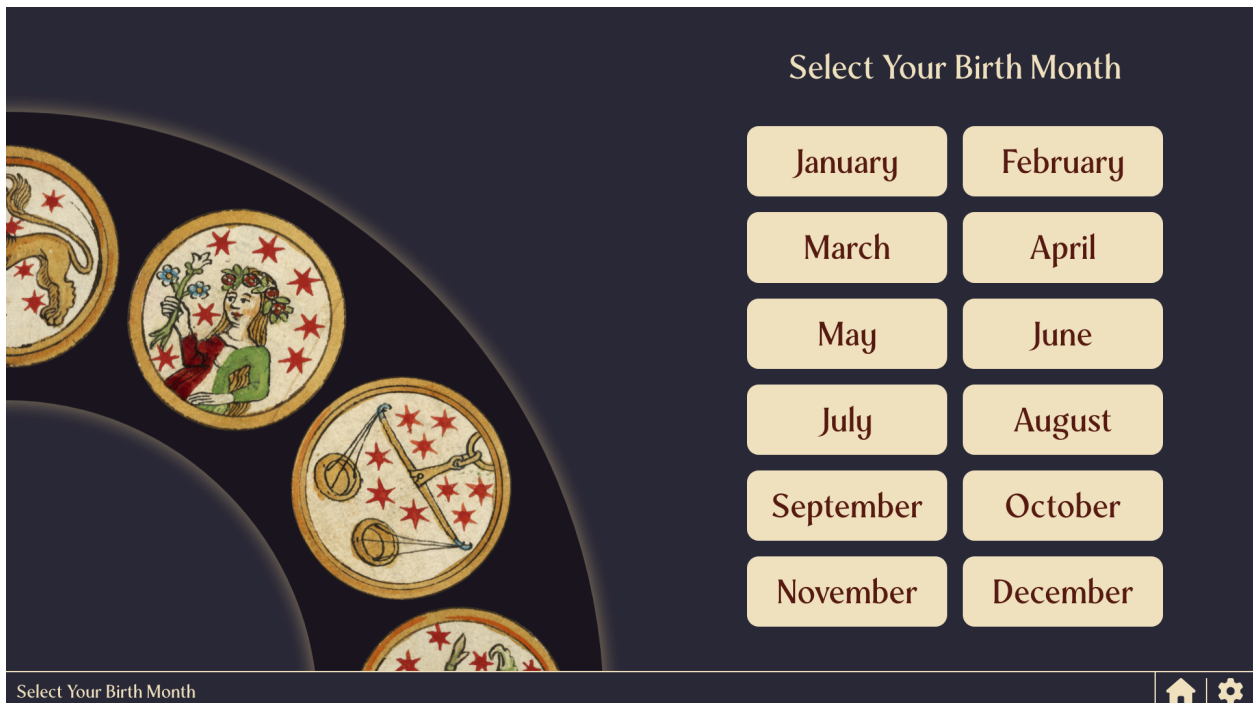 Select Your Birth Month
January
February
March
April
May
June
July
August
September
October
November
December
Select Your Birth Month